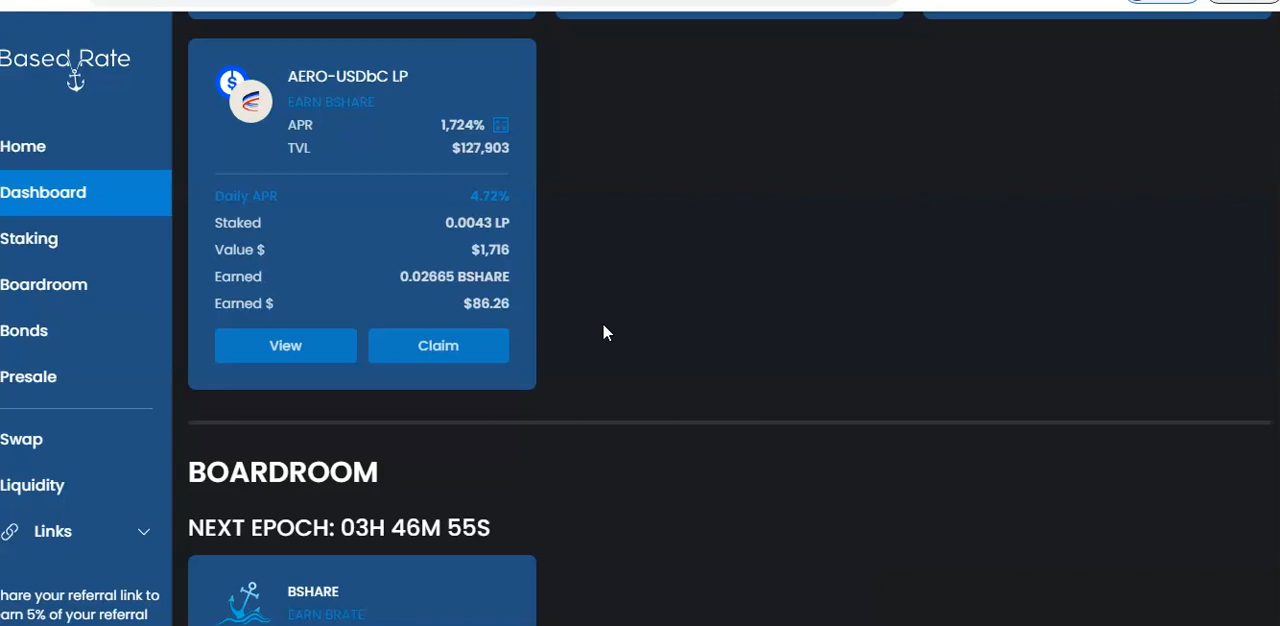 Based Rate
Home
Dashboard
Staking
Boardroom
Bonds
Presale
Swap
Liquidity
Links
hare your referral link to
arn 5% of your referral
AERO-USDbC LP
EARN BSHARE
APR 1,724%
TVL $127,903
Daily APR 4.72%
Staked 0.0043 LP
Value $ $1,716
Earned 0.02665 BSHARE
Earned $ $86.26
View Claim
BOARDROOM
NEXT EPOCH: 03H 46M 55S
BSHARE
EARN BRATE